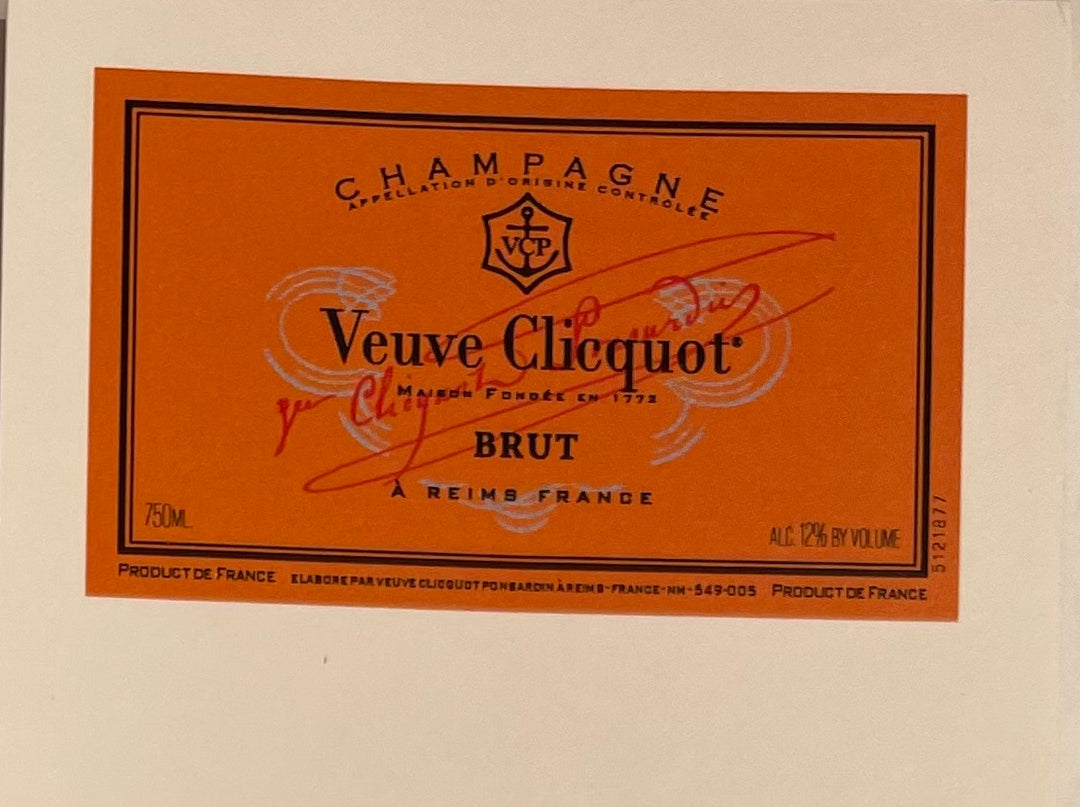 CHAMPAGNE
APPELLATION D'ORIGINE CONTRÔLÉE
VCP
Veuve Clicquot®
MAISON FONDÉE EN 1772
BRUT
À REIMS FRANCE
750ML.
ALC. 12% BY VOLUME
5121877
PRODUCT DE FRANCE
ELABORE PAR VEUVE CLICQUOT PONSARDIN À REIMS-FRANCE-NM-549-005
PRODUCT DE FRANCE